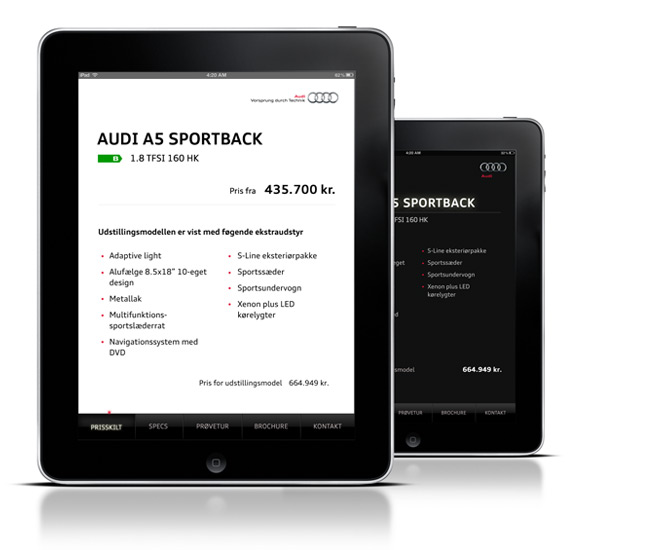 iPad 4:20 AM 82%
Audi
Vorsprung durch Technik
AUDI A5 SPORTBACK
B 1.8 TFSI 160 HK
Pris fra 435.700 kr.
Udstillingsmodellen er vist med føgende ekstraudstyr
• Adaptive light
• Alufælge 8.5x18" 10-eget
design
• Metallak
• Multifunktions-
sportslæderrat
• Navigationssystem med
DVD
• S-Line eksteriørpakke
• Sportssæder
• Sportsundervogn
• Xenon plus LED
kørelygter
Pris for udstillingsmodel 664.949 kr.
PRISSKILT SPECS PRØVETUR BROCHURE KONTAKT
4:20 AM
Audi
5 SPORTBACK
FSI 160 HK
eget
• S-Line eksteriørpakke
• Sportssæder
• Sportsundervogn
• Xenon plus LED
kørelygter
smodel 664.949 kr.
PRØVETUR BROCHURE KONTAKT